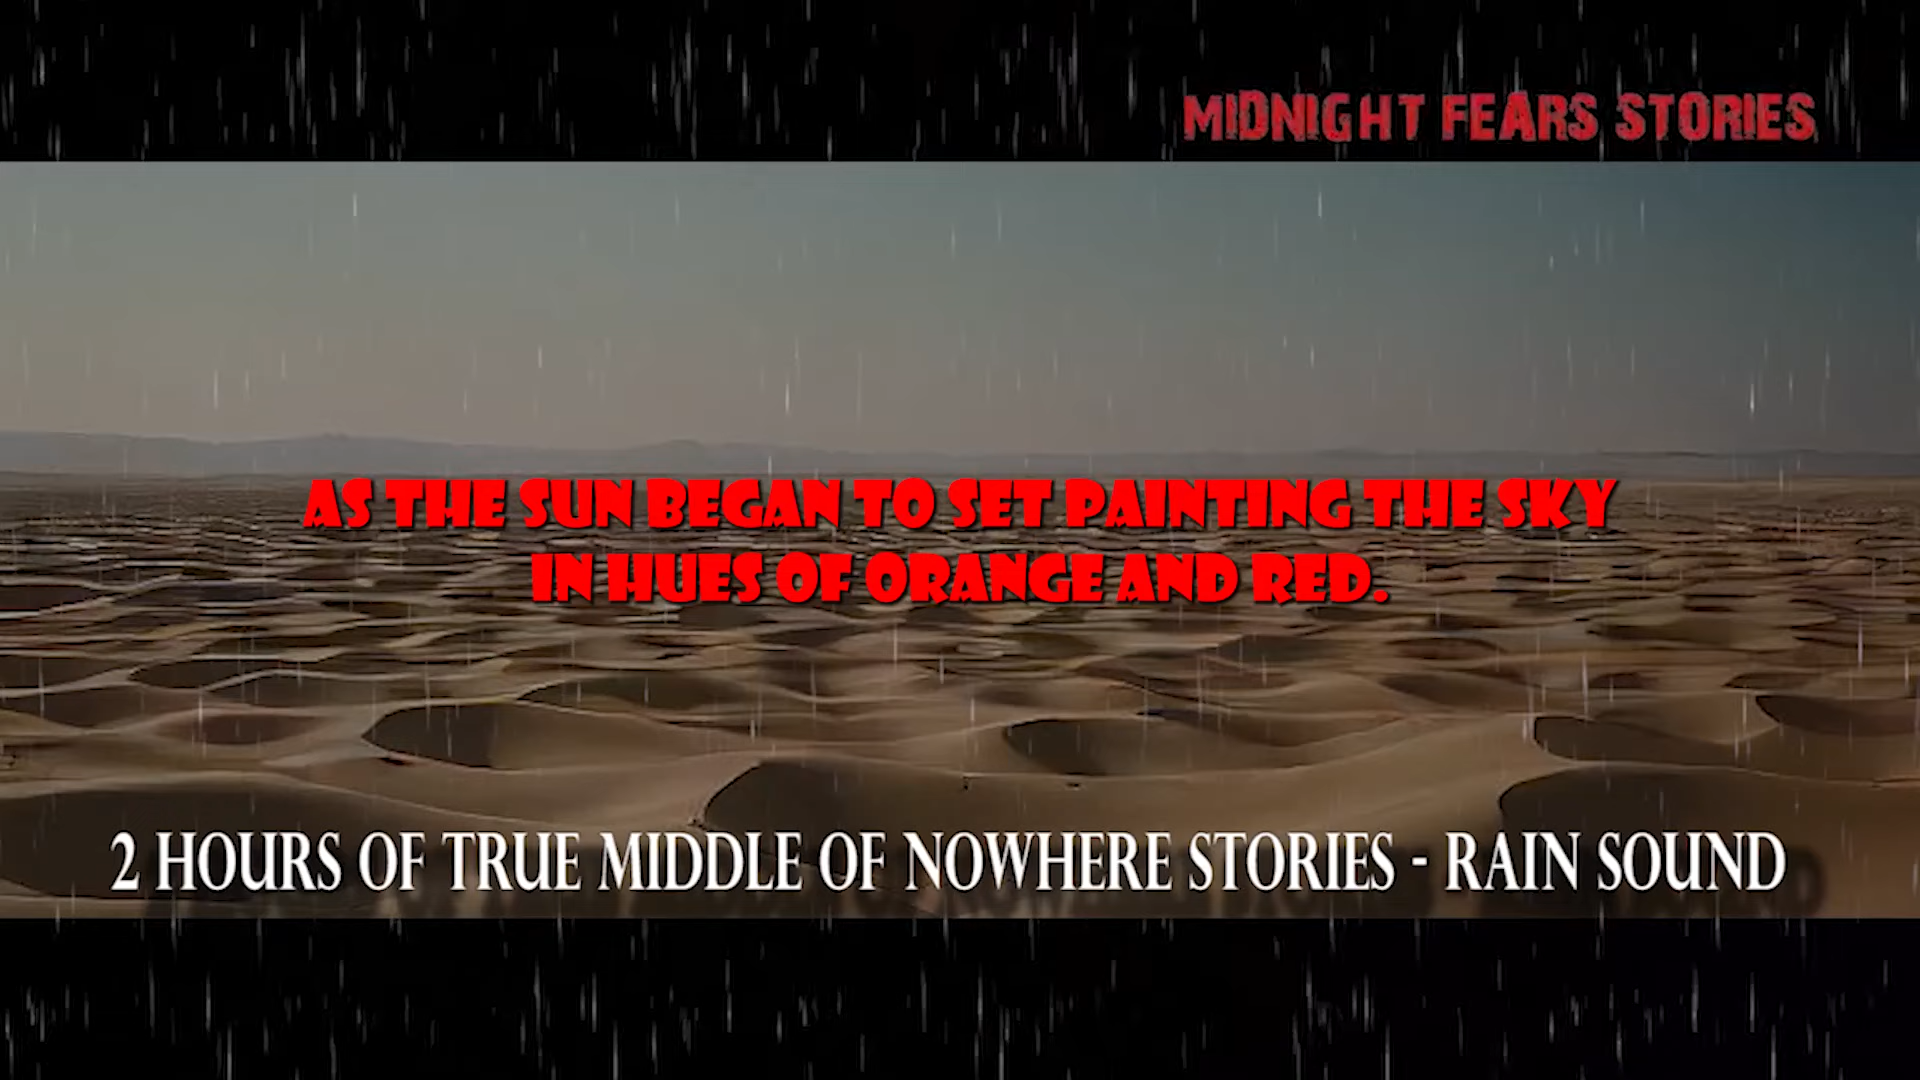 MIDNIGHT FEARS STORIES
AS THE SUN BEGAN TO SET PAINTING THE SKY
IN HUES OF ORANGE AND RED.
2 HOURS OF TRUE MIDDLE OF NOWHERE STORIES - RAIN SOUND